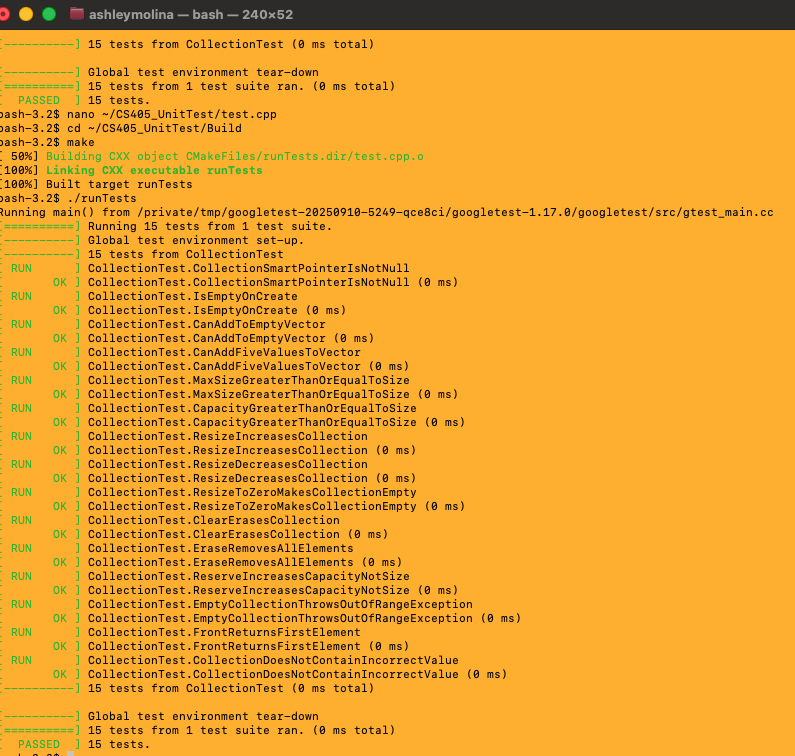 ashleymolina — bash — 240×52
[----------] 15 tests from CollectionTest (0 ms total)
[----------] Global test environment tear-down
[==========] 15 tests from 1 test suite ran. (0 ms total)
[  PASSED  ] 15 tests.
bash-3.2$ nano ~/CS405_UnitTest/test.cpp
bash-3.2$ cd ~/CS405_UnitTest/Build
bash-3.2$ make
[ 50%] Building CXX object CMakeFiles/runTests.dir/test.cpp.o
[100%] Linking CXX executable runTests
[100%] Built target runTests
bash-3.2$ ./runTests
Running main() from /private/tmp/googletest-20250910-5249-qce8ci/googletest-1.17.0/googletest/src/gtest_main.cc
[==========] Running 15 tests from 1 test suite.
[----------] Global test environment set-up.
[----------] 15 tests from CollectionTest
[ RUN      ] CollectionTest.CollectionSmartPointerIsNotNull
[       OK ] CollectionTest.CollectionSmartPointerIsNotNull (0 ms)
[ RUN      ] CollectionTest.IsEmptyOnCreate
[       OK ] CollectionTest.IsEmptyOnCreate (0 ms)
[ RUN      ] CollectionTest.CanAddToEmptyVector
[       OK ] CollectionTest.CanAddToEmptyVector (0 ms)
[ RUN      ] CollectionTest.CanAddFiveValuesToVector
[       OK ] CollectionTest.CanAddFiveValuesToVector (0 ms)
[ RUN      ] CollectionTest.MaxSizeGreaterThanOrEqualToSize
[       OK ] CollectionTest.MaxSizeGreaterThanOrEqualToSize (0 ms)
[ RUN      ] CollectionTest.CapacityGreaterThanOrEqualToSize
[       OK ] CollectionTest.CapacityGreaterThanOrEqualToSize (0 ms)
[ RUN      ] CollectionTest.ResizeIncreasesCollection
[       OK ] CollectionTest.ResizeIncreasesCollection (0 ms)
[ RUN      ] CollectionTest.ResizeDecreasesCollection
[       OK ] CollectionTest.ResizeDecreasesCollection (0 ms)
[ RUN      ] CollectionTest.ResizeToZeroMakesCollectionEmpty
[       OK ] CollectionTest.ResizeToZeroMakesCollectionEmpty (0 ms)
[ RUN      ] CollectionTest.ClearErasesCollection
[       OK ] CollectionTest.ClearErasesCollection (0 ms)
[ RUN      ] CollectionTest.EraseRemovesAllElements
[       OK ] CollectionTest.EraseRemovesAllElements (0 ms)
[ RUN      ] CollectionTest.ReserveIncreasesCapacityNotSize
[       OK ] CollectionTest.ReserveIncreasesCapacityNotSize (0 ms)
[ RUN      ] CollectionTest.EmptyCollectionThrowsOutOfRangeException
[       OK ] CollectionTest.EmptyCollectionThrowsOutOfRangeException (0 ms)
[ RUN      ] CollectionTest.FrontReturnsFirstElement
[       OK ] CollectionTest.FrontReturnsFirstElement (0 ms)
[ RUN      ] CollectionTest.CollectionDoesNotContainIncorrectValue
[       OK ] CollectionTest.CollectionDoesNotContainIncorrectValue (0 ms)
[----------] 15 tests from CollectionTest (0 ms total)
[----------] Global test environment tear-down
[==========] 15 tests from 1 test suite ran. (0 ms total)
[  PASSED  ] 15 tests.